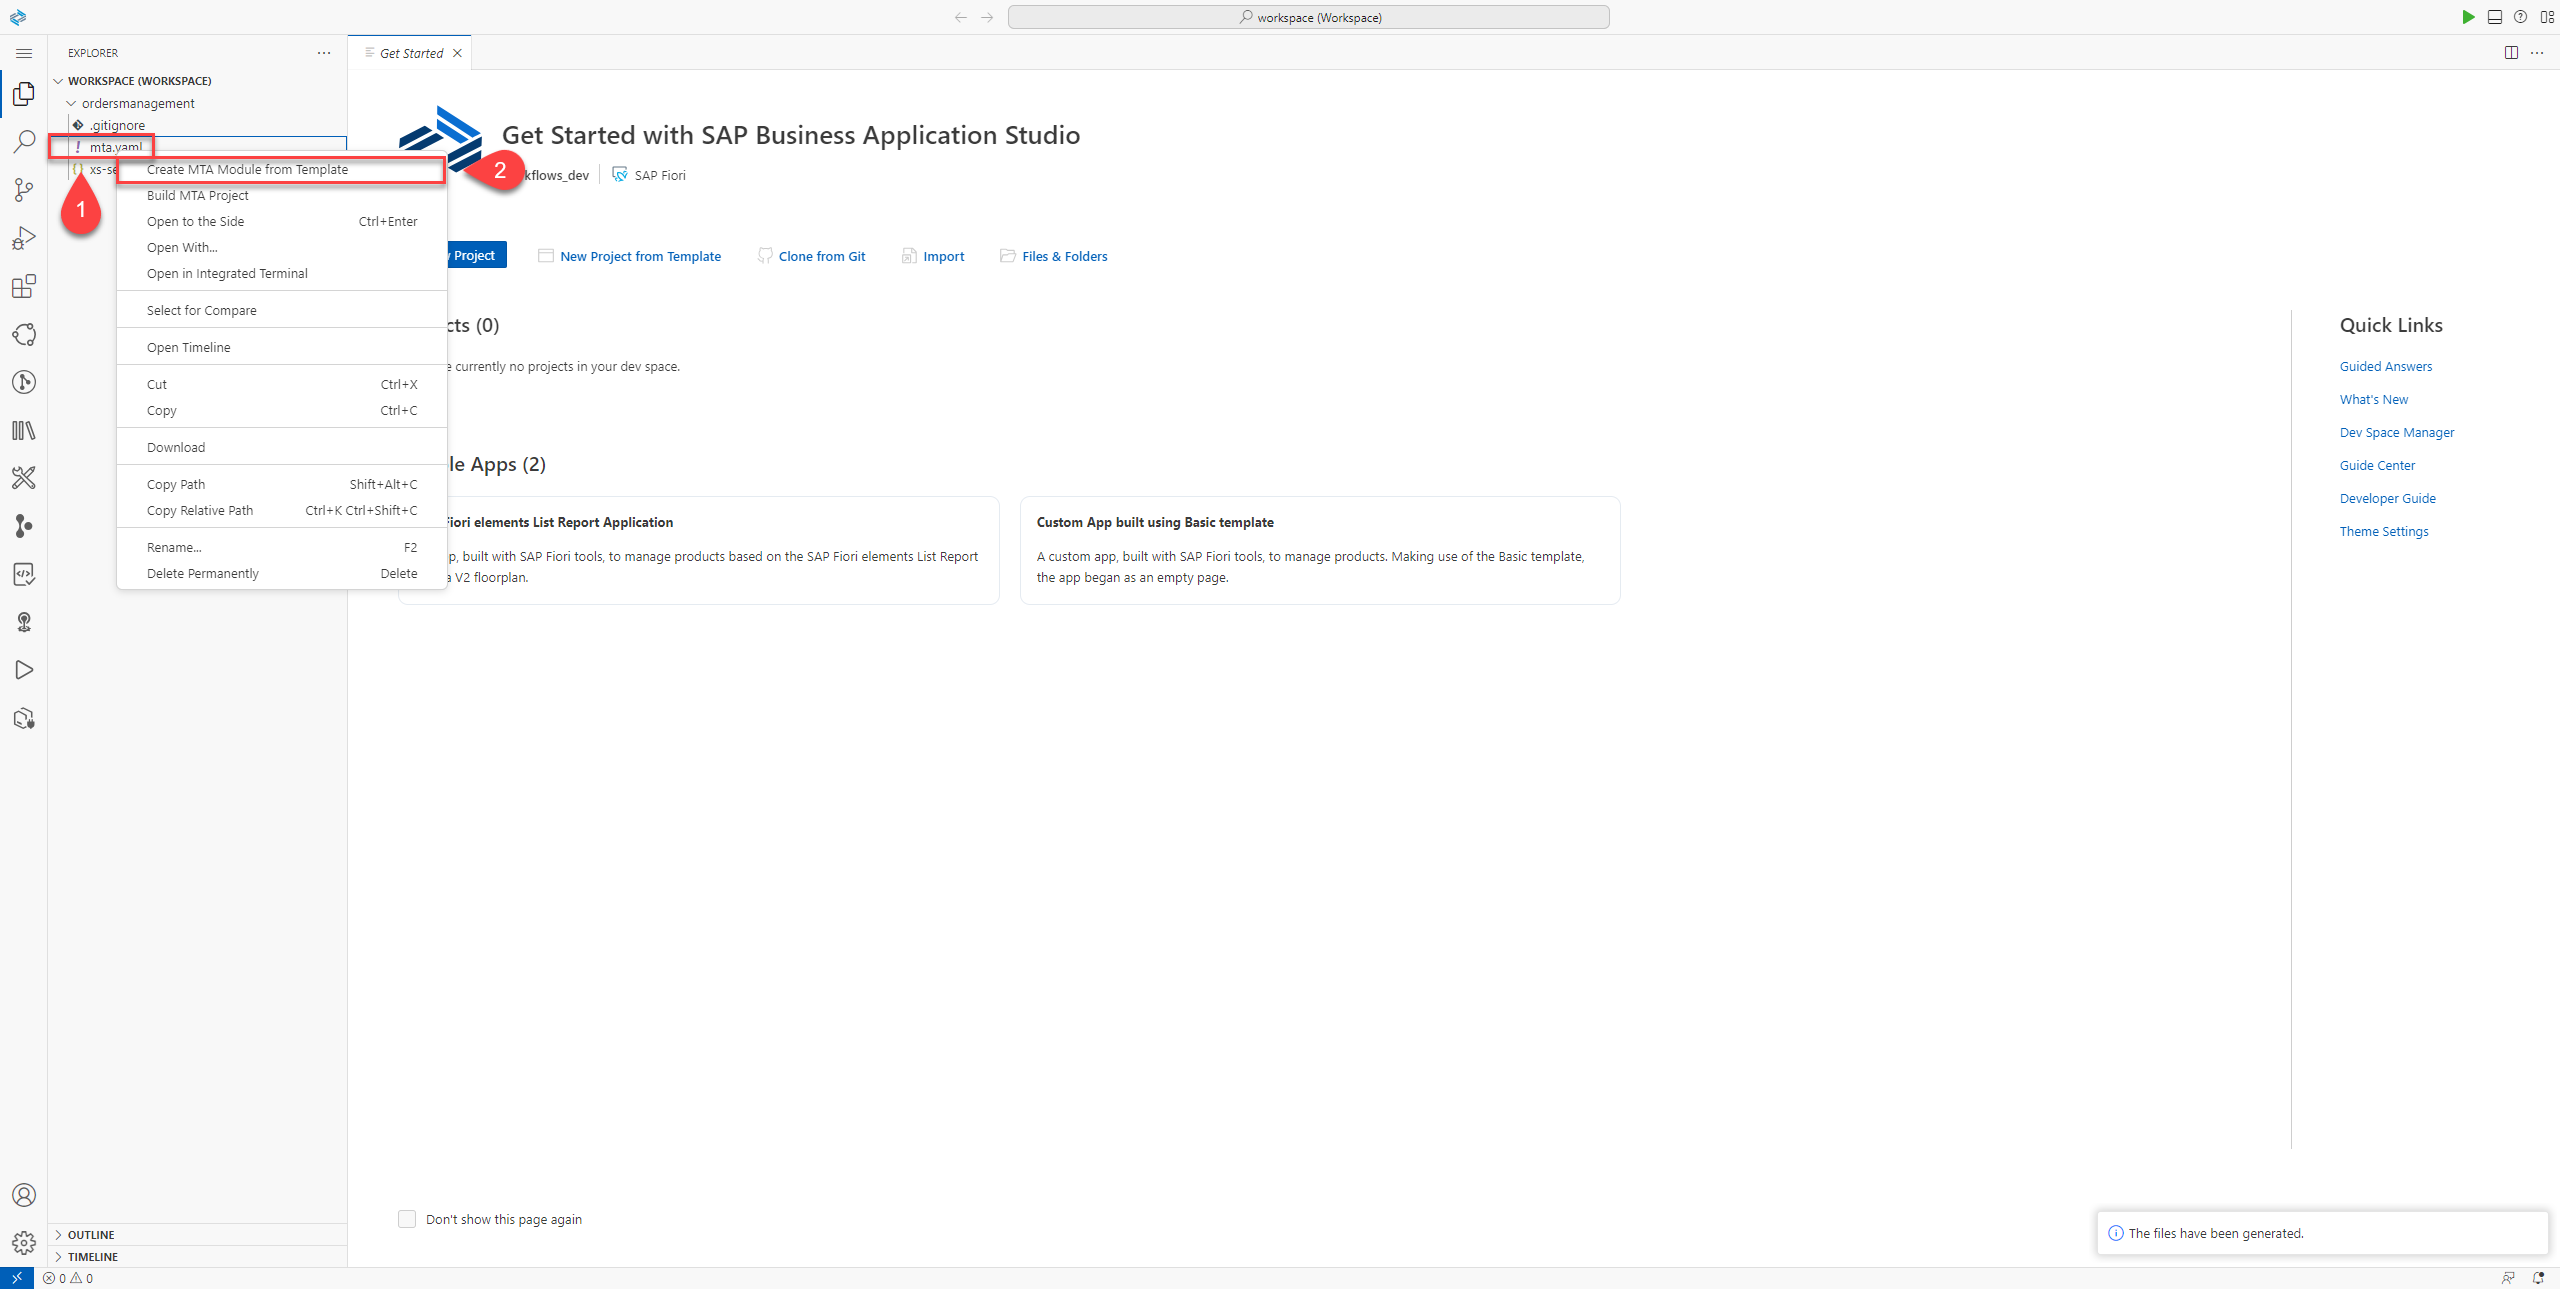 workspace (Workspace)
EXPLORER
Get Started
WORKSPACE (WORKSPACE)
ordersmanagement
.gitignore
mta.yaml
xs-se
1
Create MTA Module from Template
2
Build MTA Project
Open to the Side Ctrl+Enter
Open With...
Open in Integrated Terminal
Select for Compare
Open Timeline
Cut Ctrl+X
Copy Ctrl+C
Download
Copy Path Shift+Alt+C
Copy Relative Path Ctrl+K Ctrl+Shift+C
Rename... F2
Delete Permanently Delete
Get Started with SAP Business Application Studio
kflows_dev SAP Fiori
Project
New Project from Template
Clone from Git
Import
Files & Folders
cts (0)
currently no projects in your dev space.
le Apps (2)
Fiori elements List Report Application
p, built with SAP Fiori tools, to manage products based on the SAP Fiori elements List Report
a V2 floorplan.
Custom App built using Basic template
A custom app, built with SAP Fiori tools, to manage products. Making use of the Basic template,
the app began as an empty page.
Quick Links
Guided Answers
What's New
Dev Space Manager
Guide Center
Developer Guide
Theme Settings
Don't show this page again
The files have been generated.
OUTLINE
TIMELINE
0 0